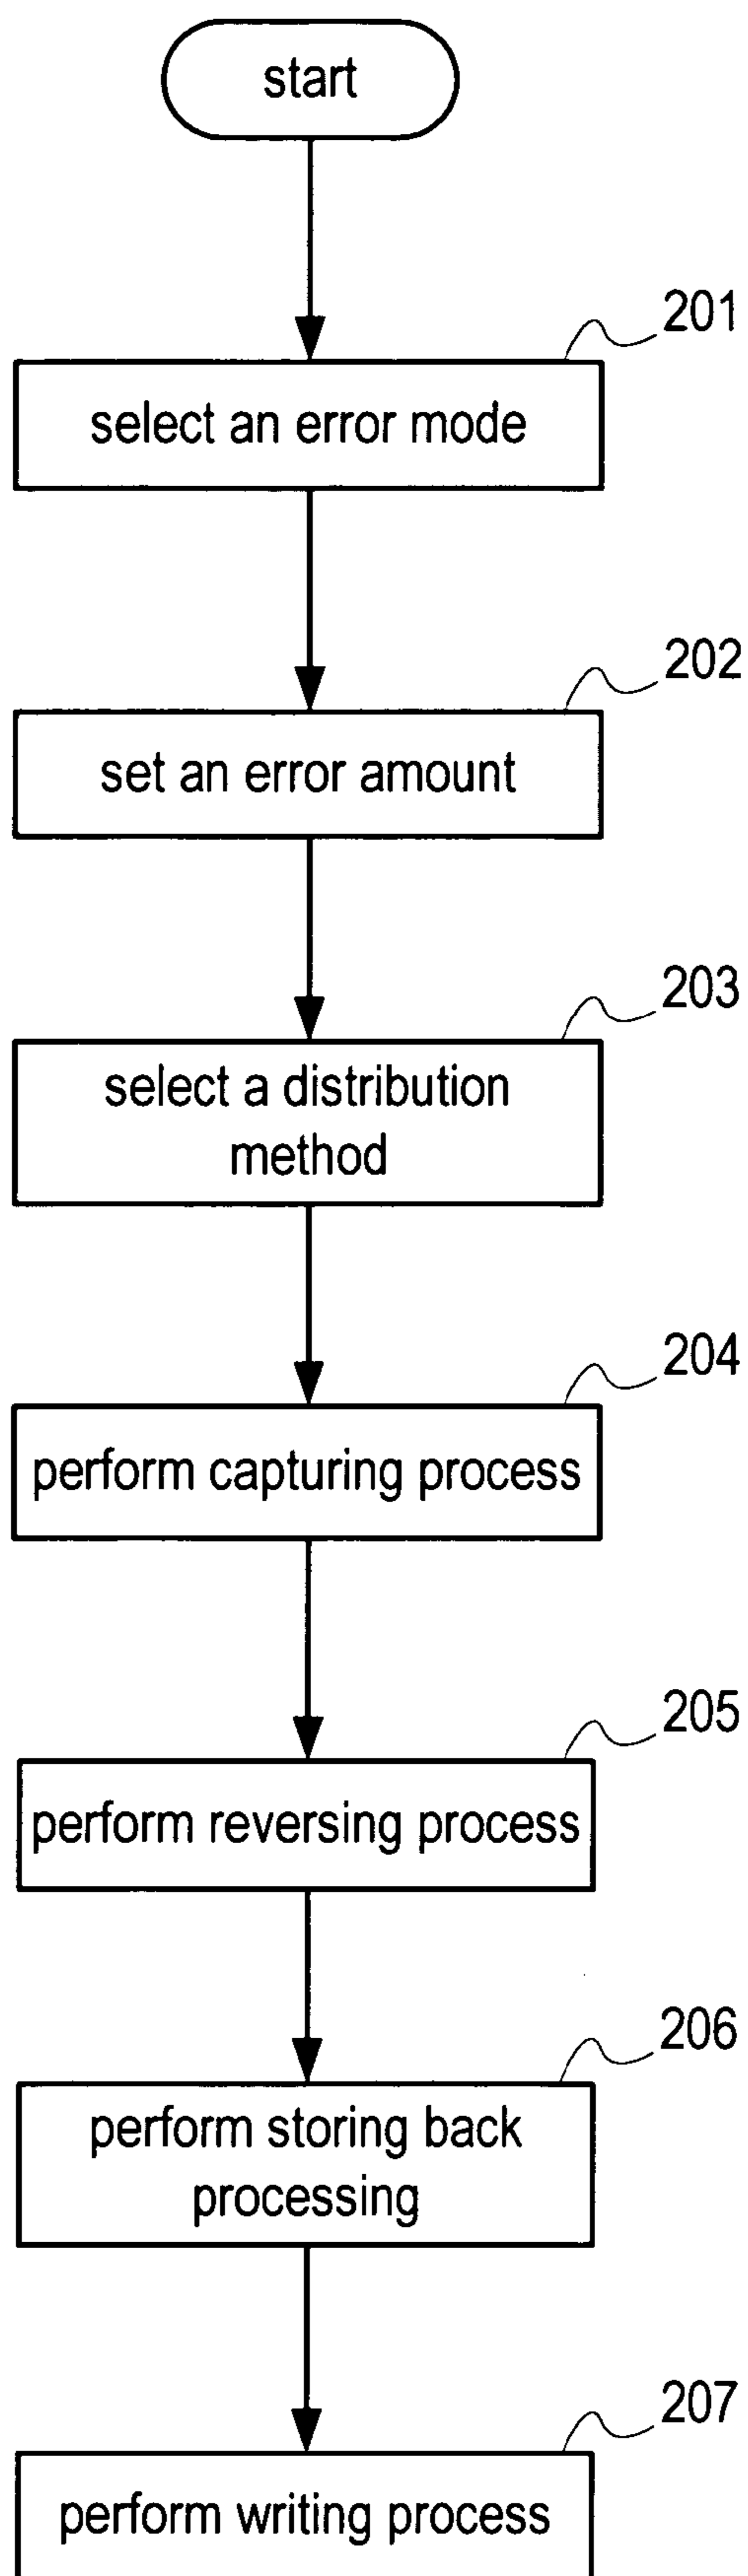 start
201
select an error mode
202
set an error amount
203
select a distribution
method
204
perform capturing process
205
perform reversing process
206
perform storing back
processing
207
perform writing process